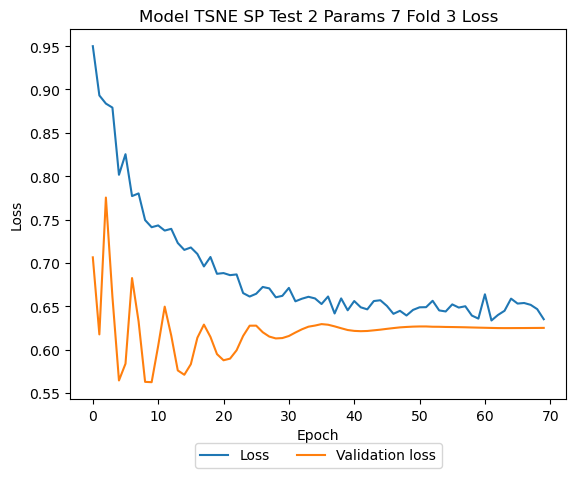 Model TSNE SP Test 2 Params 7 Fold 3 Loss
Loss
0.95
0.90
0.85
0.80
0.75
0.70
0.65
0.60
0.55
0 10 20 30 40 50 60 70
Epoch
Loss Validation loss